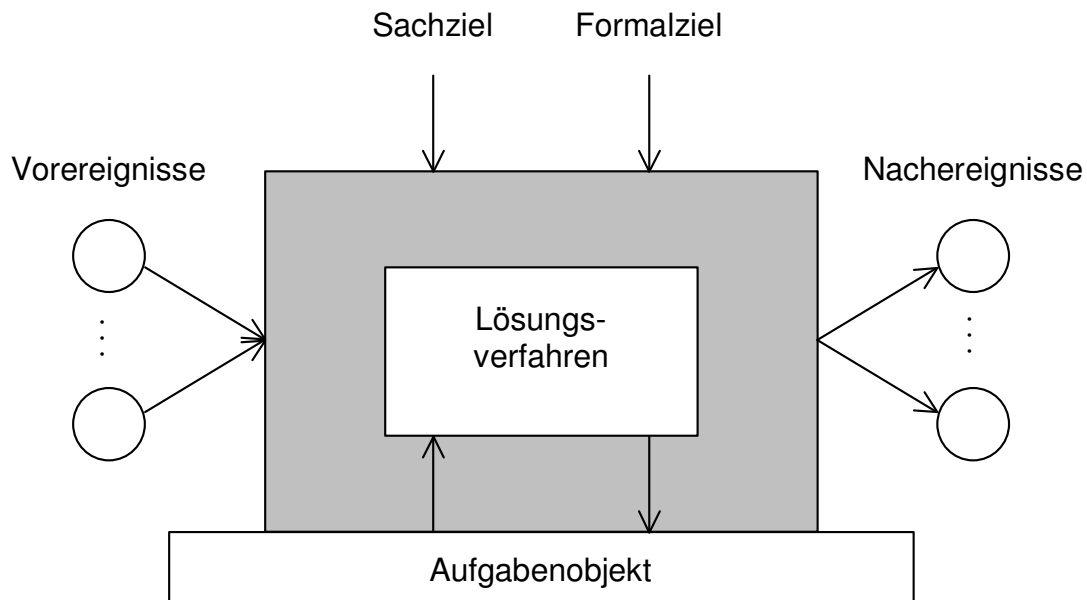 Sachziel
Formalziel
Vorereignisse
Nachereignisse
Lösungs-
verfahren
Aufgabenobjekt